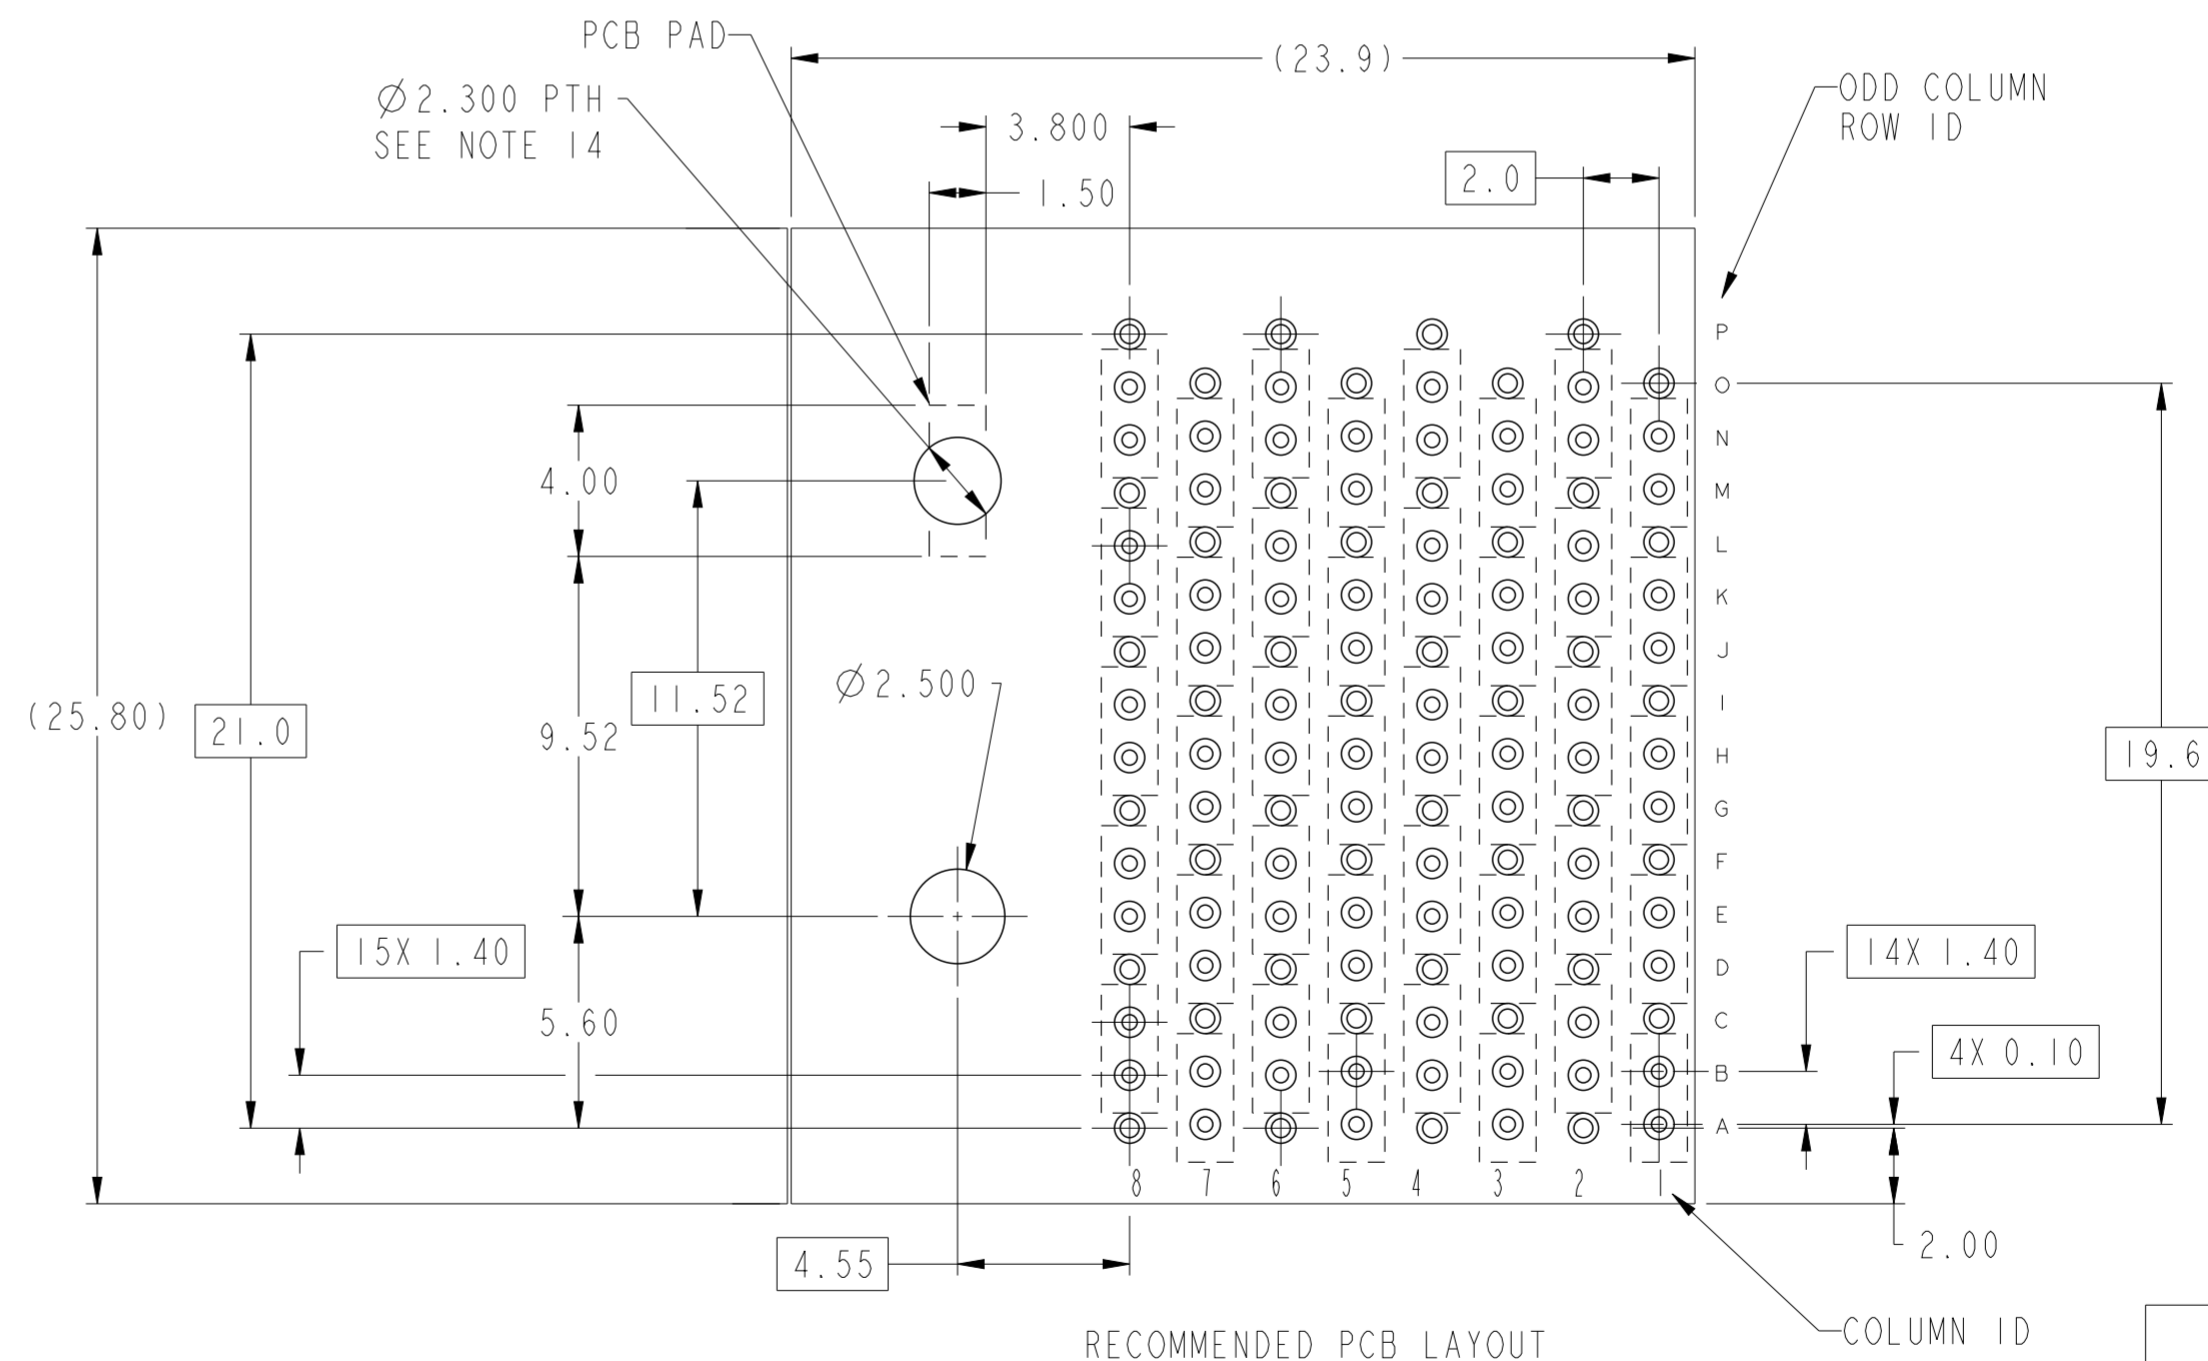 PCB PAD
(23.9)
Ø2.300 PTH
SEE NOTE 14
3.800
1.50
2.0
ODD COLUMN
ROW ID
P
O
N
M
L
K
J
I
H
G
F
E
D
C
B
A
4.00
11.52
Ø2.500
(25.80)
21.0
9.52
19.6
15X 1.40
14X 1.40
5.60
4X 0.10
8 7 6 5 4 3 2 1
2.00
4.55
COLUMN ID
RECOMMENDED PCB LAYOUT